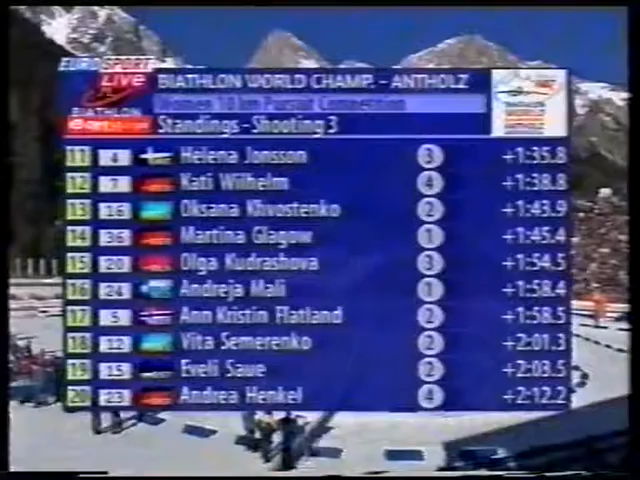 EUROSPORT
LIVE
BIATHLON
BIATHLON WORLD CHAMP. - ANTHOLZ
Women 10 km Pursuit Competition
Standings - Shooting 3
11 4 Helena Jonsson 3 +1:35.8
12 7 Kati Wilhelm 4 +1:38.8
13 16 Oksana Khvostenko 2 +1:43.9
14 36 Martina Glagow 1 +1:45.4
15 20 Olga Kudrashova 3 +1:54.5
16 24 Andreja Mali 1 +1:58.4
17 5 Ann Kristin Flatland 2 +1:58.5
18 12 Vita Semerenko 2 +2:01.3
19 15 Eveli Saue 2 +2:03.5
20 23 Andrea Henkel 4 +2:12.2